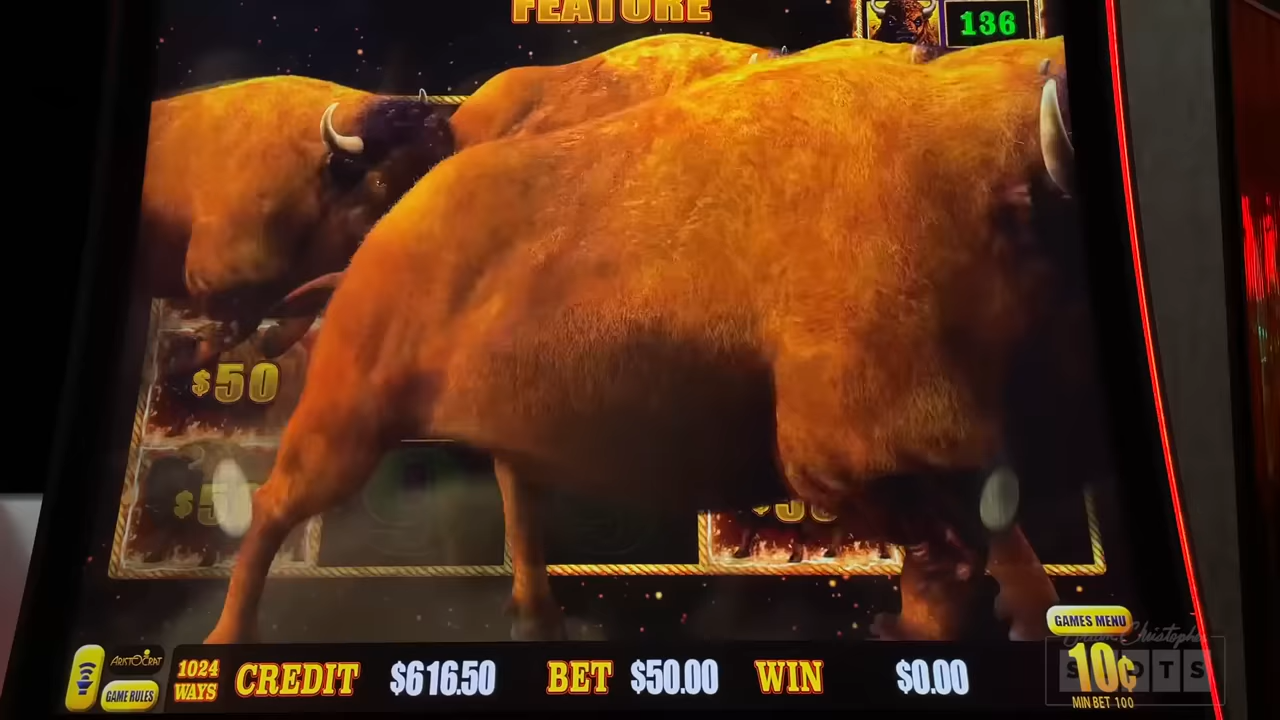 FEATURE
136
$50
GAMES MENU
ARISTOCRAT
GAME RULES
1024
WAYS
CREDIT $616.50 BET $50.00 WIN $0.00
10¢
MIN BET 100
SLOTS